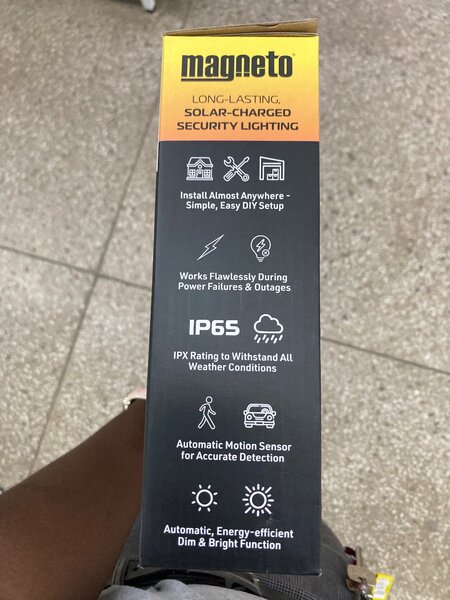 magneto
LONG-LASTING,
SOLAR-CHARGED
SECURITY LIGHTING
Install Almost Anywhere -
Simple, Easy DIY Setup
Works Flawlessly During
Power Failures & Outages
IP65
IPX Rating to Withstand All
Weather Conditions
Automatic Motion Sensor
for Accurate Detection
Automatic, Energy-efficient
Dim & Bright Function